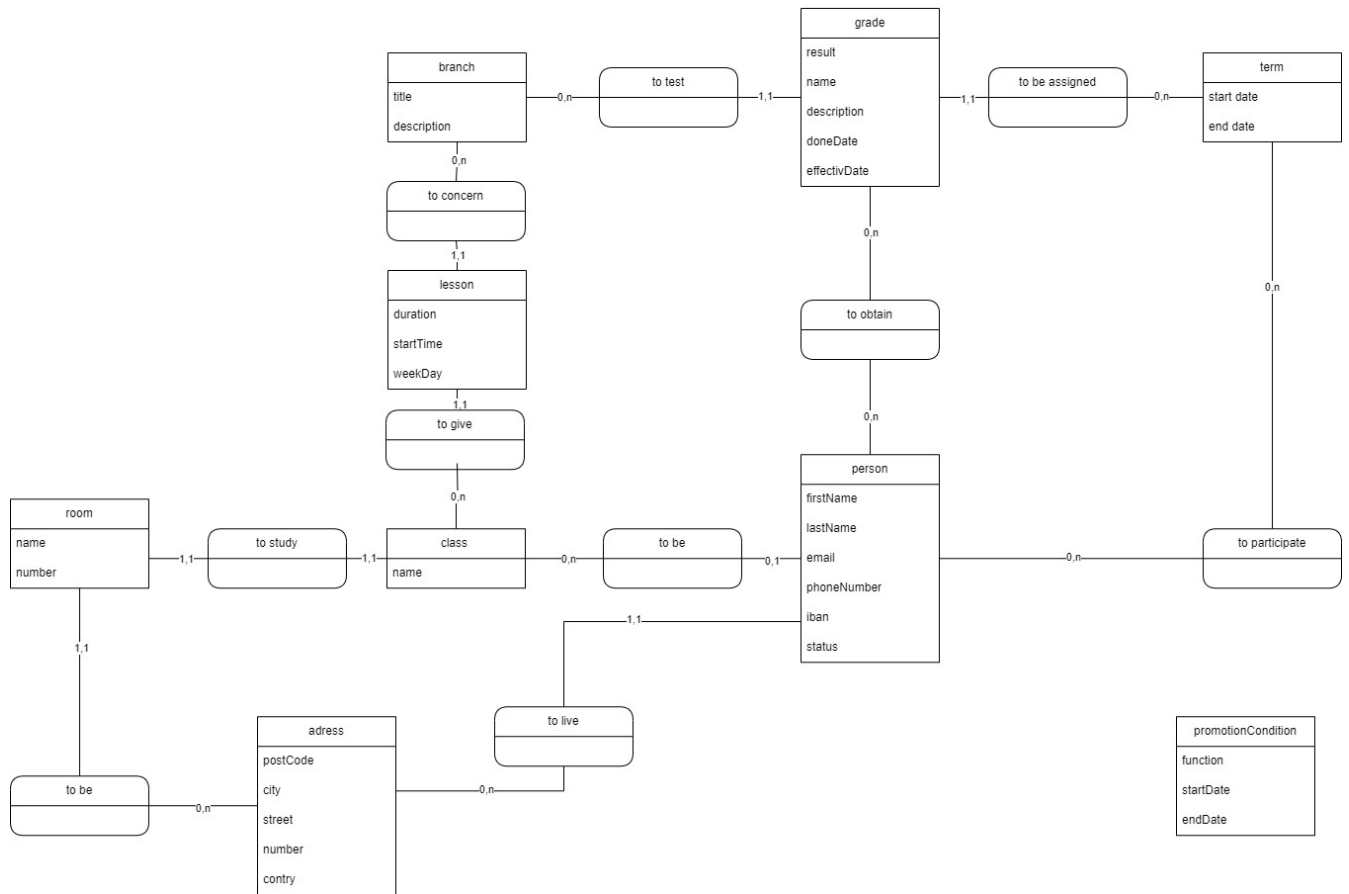 grade
result
name
description
doneDate
effectivDate
branch
title
description
0,n
to test
1,1
1,1
to be assigned
0,n
term
start date
end date
0,n
to concern
1,1
lesson
duration
startTime
weekDay
1,1
to give
0,n
0,n
to obtain
0,n
0,n
room
name
number
1,1
to study
1,1
class
name
0,n
to be
0,1
person
firstName
lastName
email
phoneNumber
iban
status
0,n
to participate
1,1
1,1
to live
0,n
to be
0,n
adress
postCode
city
street
number
contry
promotionCondition
function
startDate
endDate